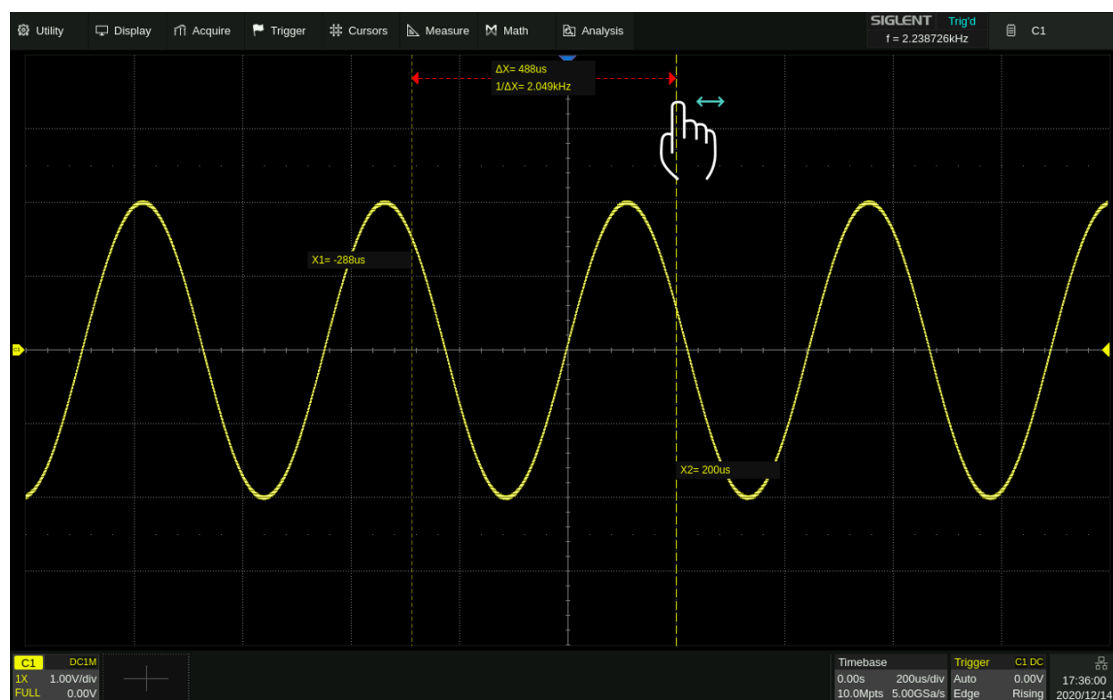 Utility Display Acquire Trigger Cursors Measure Math Analysis
SIGLENT Trig'd
f = 2.238726kHz
C1
ΔX= 488us
1/ΔX= 2.049kHz
X1= -288us
C1
X2= 200us
C1 DC1M
1X 1.00V/div
FULL 0.00V
Timebase
0.00s 200us/div
10.0Mpts 5.00GSa/s
Trigger C1 DC
Auto 0.00V
Edge Rising
17:36:00
2020/12/14